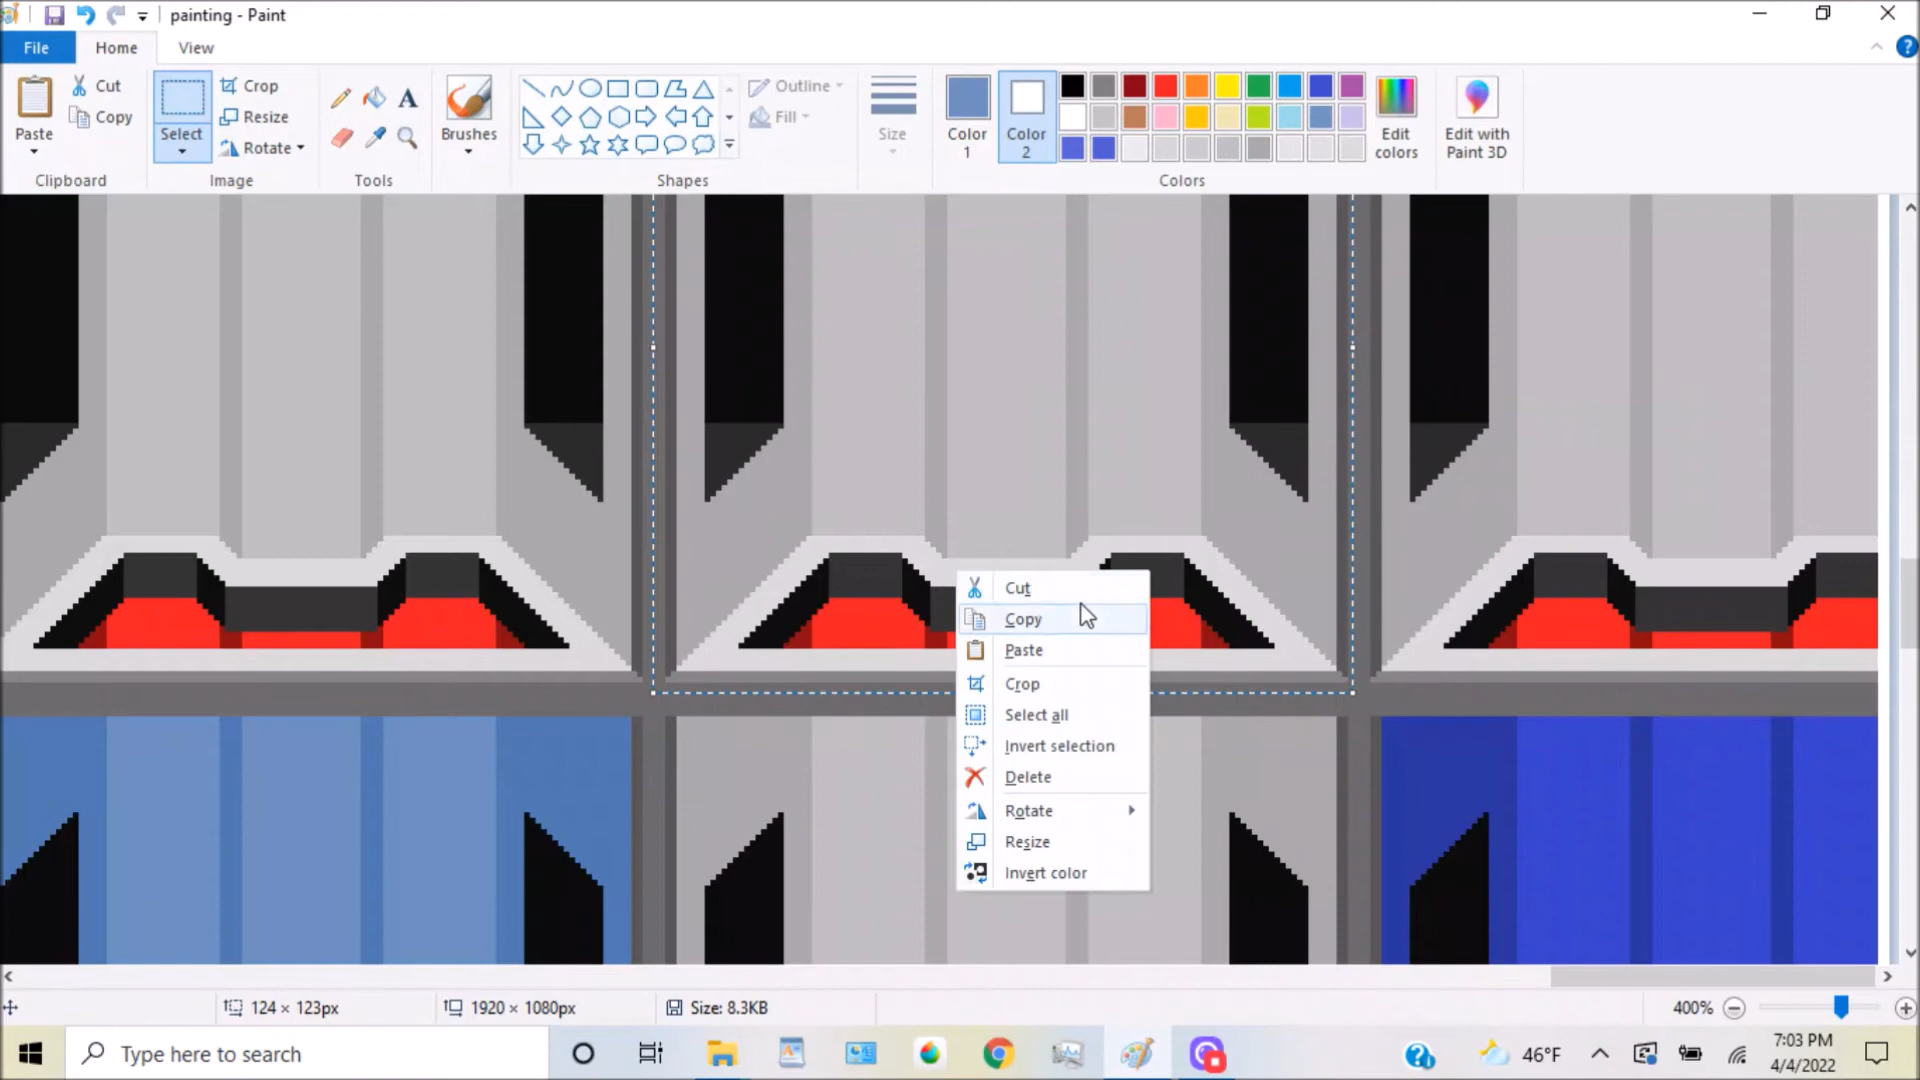 painting - Paint
File Home View
Paste Cut Copy Clipboard
Select Crop Resize Rotate Image
Tools
Brushes
Shapes Outline Fill
Size
Color 1 Color 2
Edit colors
Edit with Paint 3D
Colors
Cut
Copy
Paste
Crop
Select all
Invert selection
Delete
Rotate
Resize
Invert color
124 × 123px 1920 × 1080px Size: 8.3KB 400%
Type here to search 46°F 7:03 PM
4/4/2022